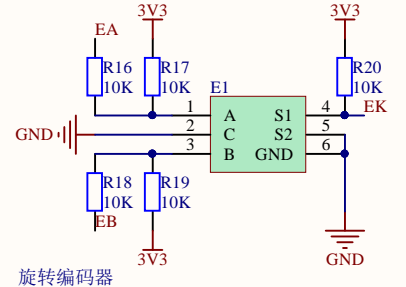 3V3 3V3
EA
R16 R17 R20
10K 10K 10K
E1
1 A S1 4 EK
GND 2 C S2 5
3 B GND 6
R18 R19
10K 10K
EB
3V3 GND
旋转编码器